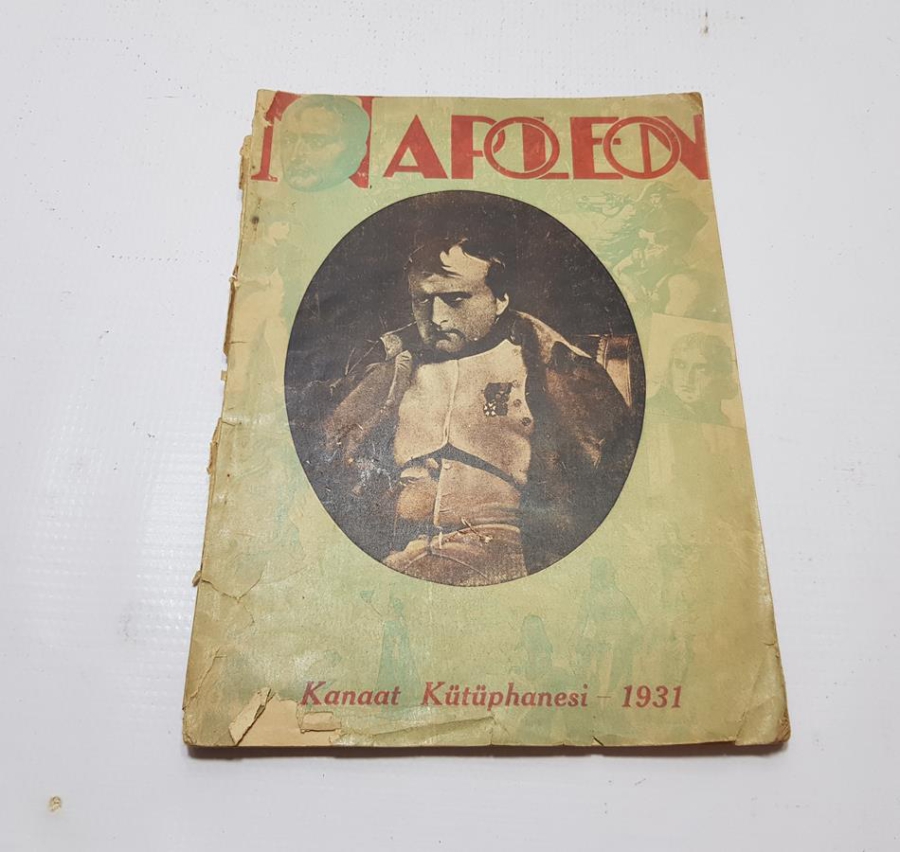 NAPOLEON
Kanaat Kütüphanesi - 1931